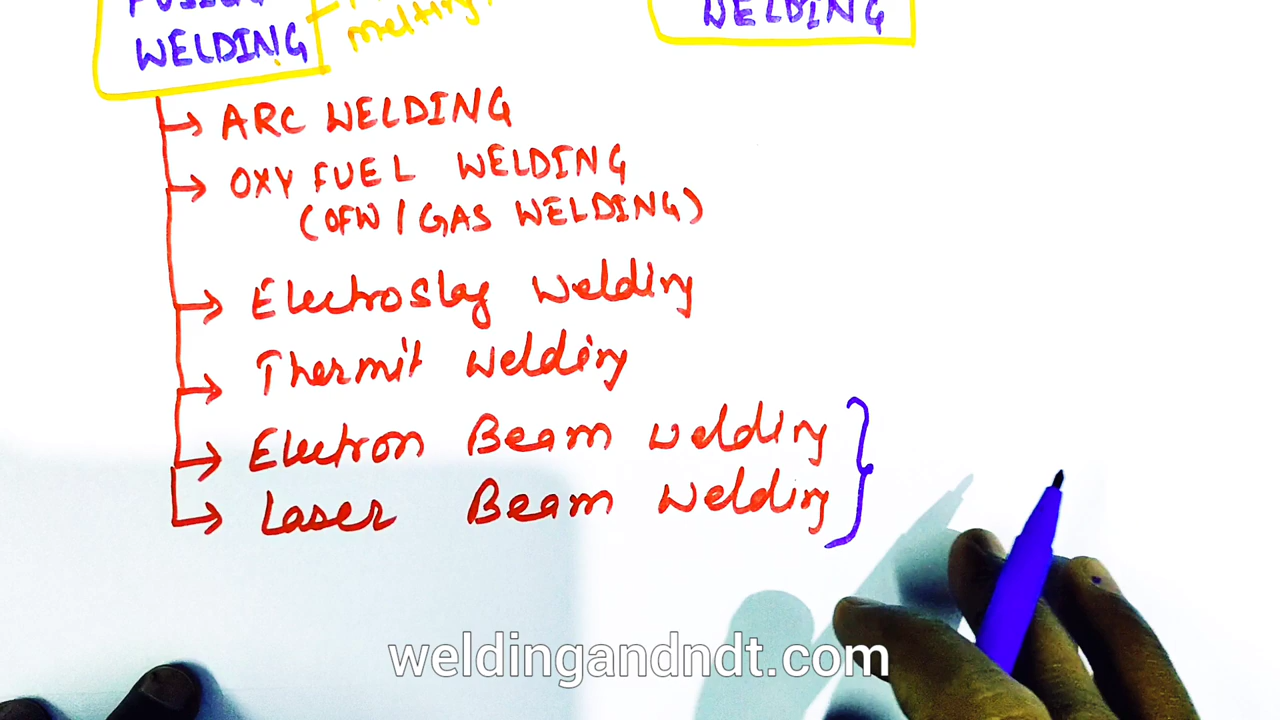 WELDING
melting
WELDING
ARC WELDING
OXY FUEL WELDING
(OFW / GAS WELDING)
Electroslag Welding
Thermit Welding
Electron Beam Welding
Laser Beam Welding
weldingandndt.com